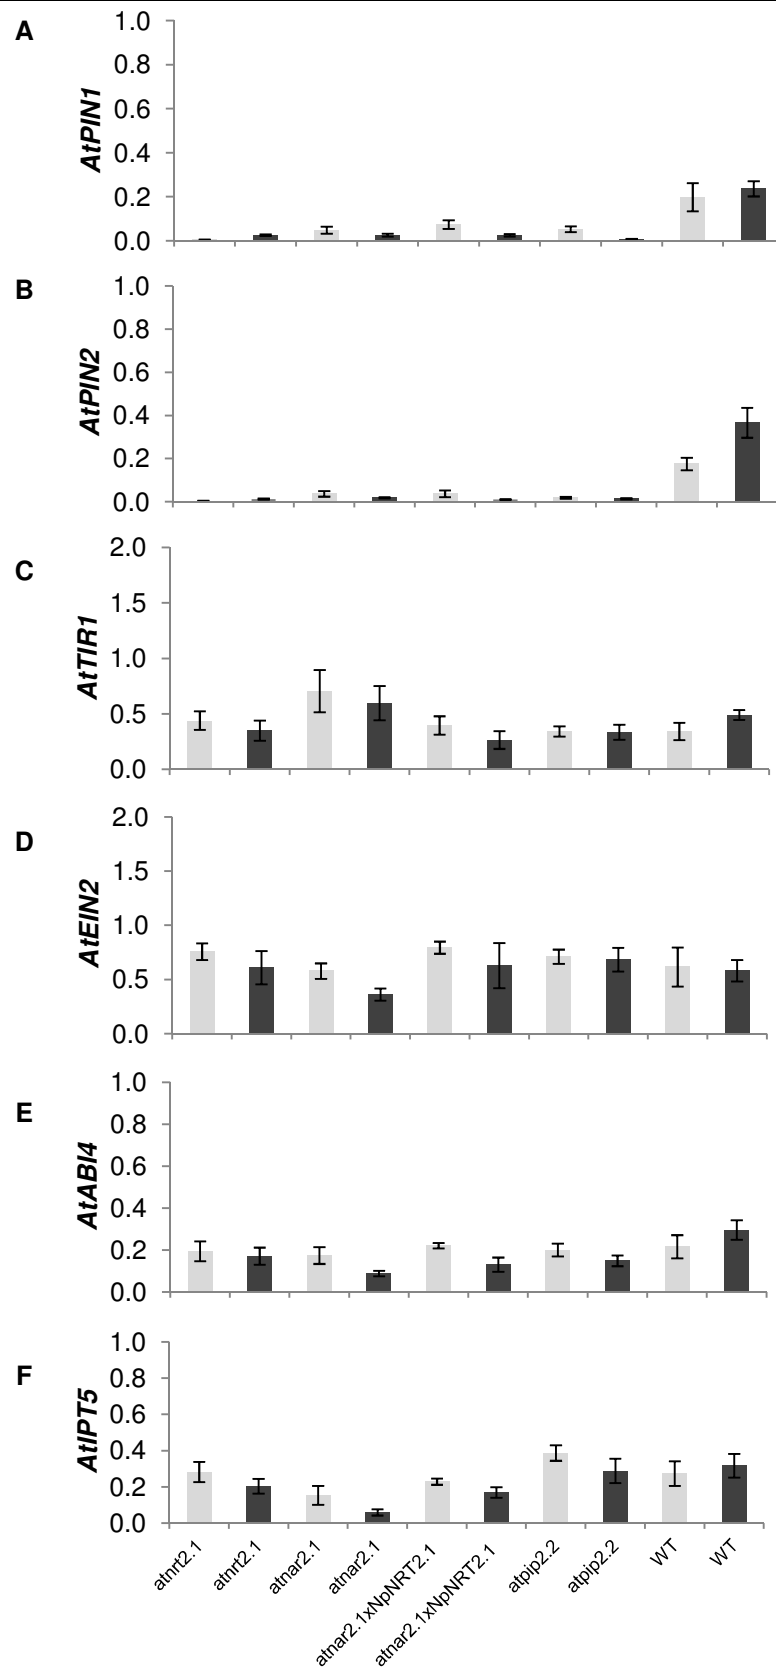 A
AtPIN1
1.0
0.8
0.6
0.4
0.2
0.0
B
AtPIN2
1.0
0.8
0.6
0.4
0.2
0.0
C
AtTIR1
2.0
1.5
1.0
0.5
0.0
D
AtEIN2
2.0
1.5
1.0
0.5
0.0
E
AtABI4
1.0
0.8
0.6
0.4
0.2
0.0
F
AtIPT5
1.0
0.8
0.6
0.4
0.2
0.0
atnrt2.1
atnrt2.1
atnar2.1
atnar2.1
atnar2.1xNpNRT2.1
atnar2.1xNpNRT2.1
atpip2.2
atpip2.2
WT
WT